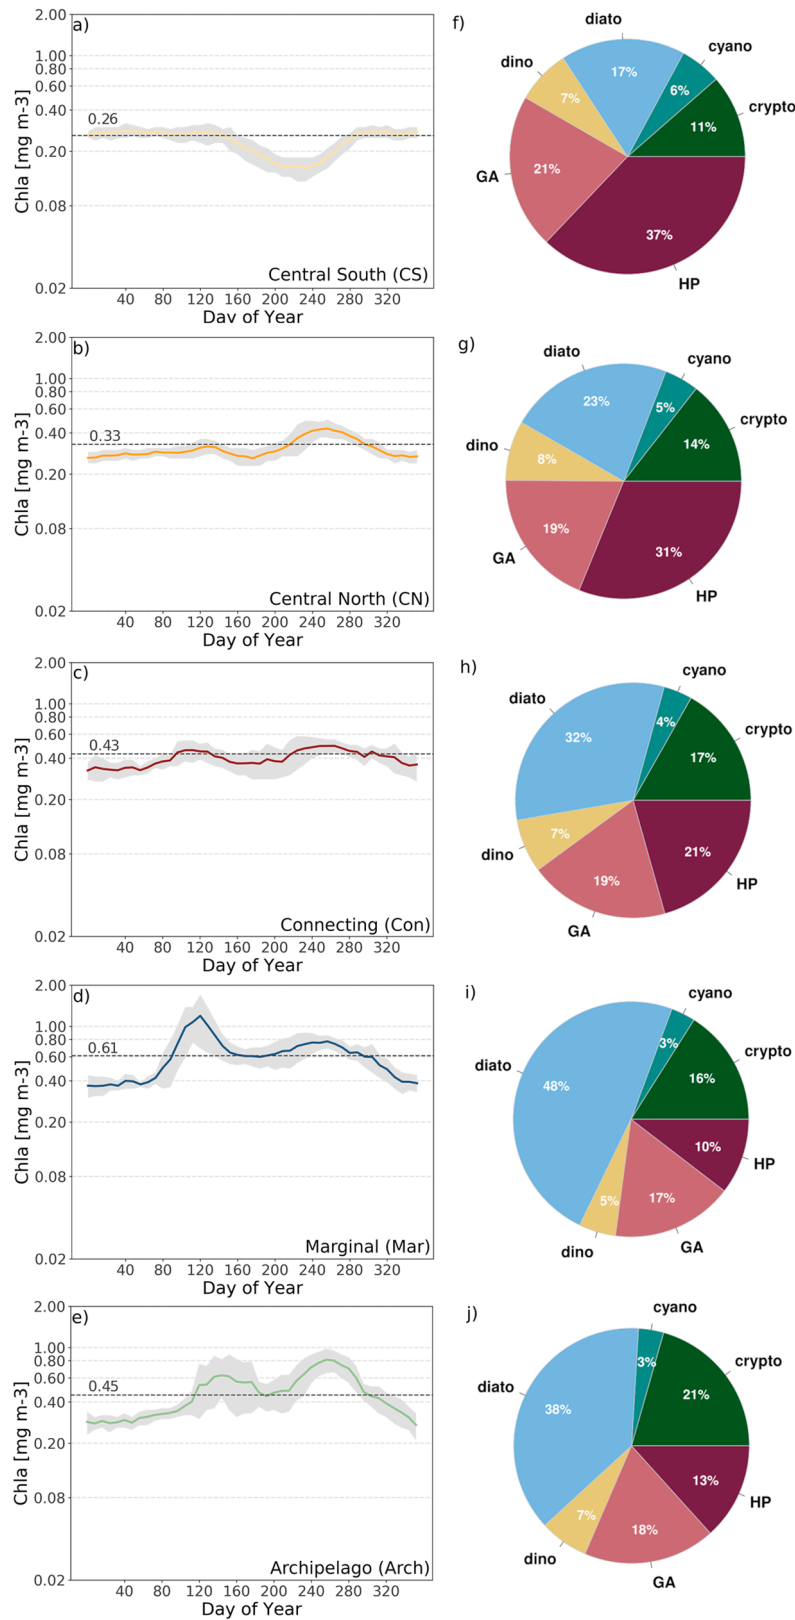 a)
2.00
1.00
0.80
0.60
0.40
0.26
0.20
0.08
0.02
Chla [mg m-3]
Central South (CS)
40 80 120 160 200 240 280 320
Day of Year
f)
diato
cyano
dino
crypto
GA
HP
17%
6%
7%
11%
21%
37%
b)
2.00
1.00
0.80
0.60
0.40
0.33
0.20
0.08
0.02
Chla [mg m-3]
Central North (CN)
40 80 120 160 200 240 280 320
Day of Year
g)
diato
cyano
dino
crypto
GA
HP
23%
5%
8%
14%
19%
31%
c)
2.00
1.00
0.80
0.60
0.43
0.40
0.20
0.08
0.02
Chla [mg m-3]
Connecting (Con)
40 80 120 160 200 240 280 320
Day of Year
h)
diato
cyano
crypto
dino
GA
HP
32%
4%
17%
7%
19%
21%
d)
2.00
1.00
0.80
0.61
0.60
0.40
0.20
0.08
0.02
Chla [mg m-3]
Marginal (Mar)
40 80 120 160 200 240 280 320
Day of Year
i)
cyano
diato
crypto
HP
GA
dino
3%
48%
16%
10%
17%
5%
e)
2.00
1.00
0.80
0.60
0.45
0.40
0.20
0.08
0.02
Chla [mg m-3]
Archipelago (Arch)
40 80 120 160 200 240 280 320
Day of Year
j)
cyano
crypto
diato
HP
dino
GA
3%
21%
38%
13%
7%
18%